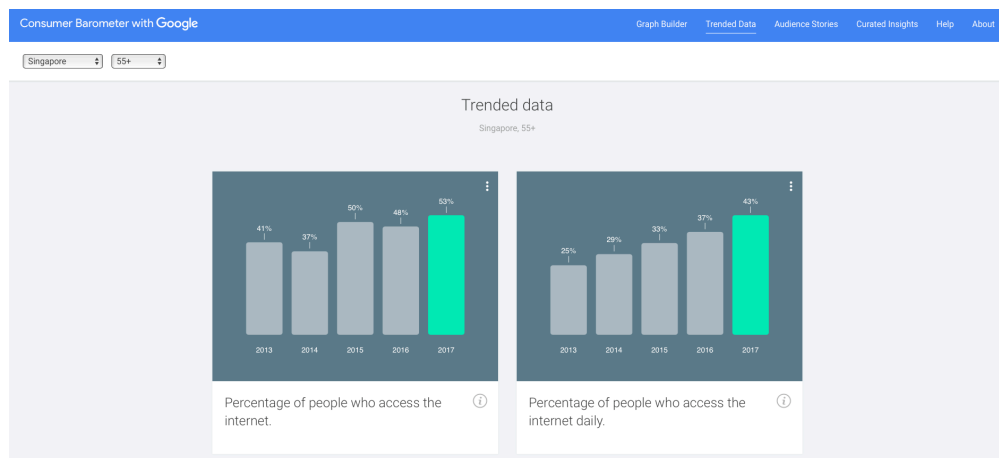 Consumer Barometer with Google
Graph Builder Trended Data Audience Stories Curated Insights Help About
Singapore 55+
Trended data
Singapore, 55+
41% 37% 50% 48% 53%
2013 2014 2015 2016 2017
Percentage of people who access the
internet.
25% 29% 33% 37% 43%
2013 2014 2015 2016 2017
Percentage of people who access the
internet daily.